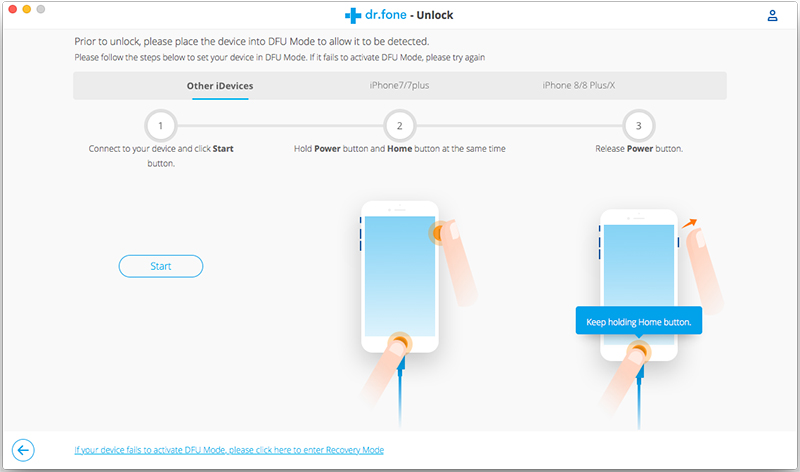 dr.fone - Unlock
Prior to unlock, please place the device into DFU Mode to allow it to be detected.
Please follow the steps below to set your device in DFU Mode. If it fails to activate DFU Mode, please try again
Other iDevices
iPhone7/7plus
iPhone 8/8 Plus/X
1
2
3
Connect to your device and click Start
button.
Hold Power button and Home button at the same time
Release Power button.
Start
Keep holding Home button.
If your device fails to activate DFU Mode, please click here to enter Recovery Mode